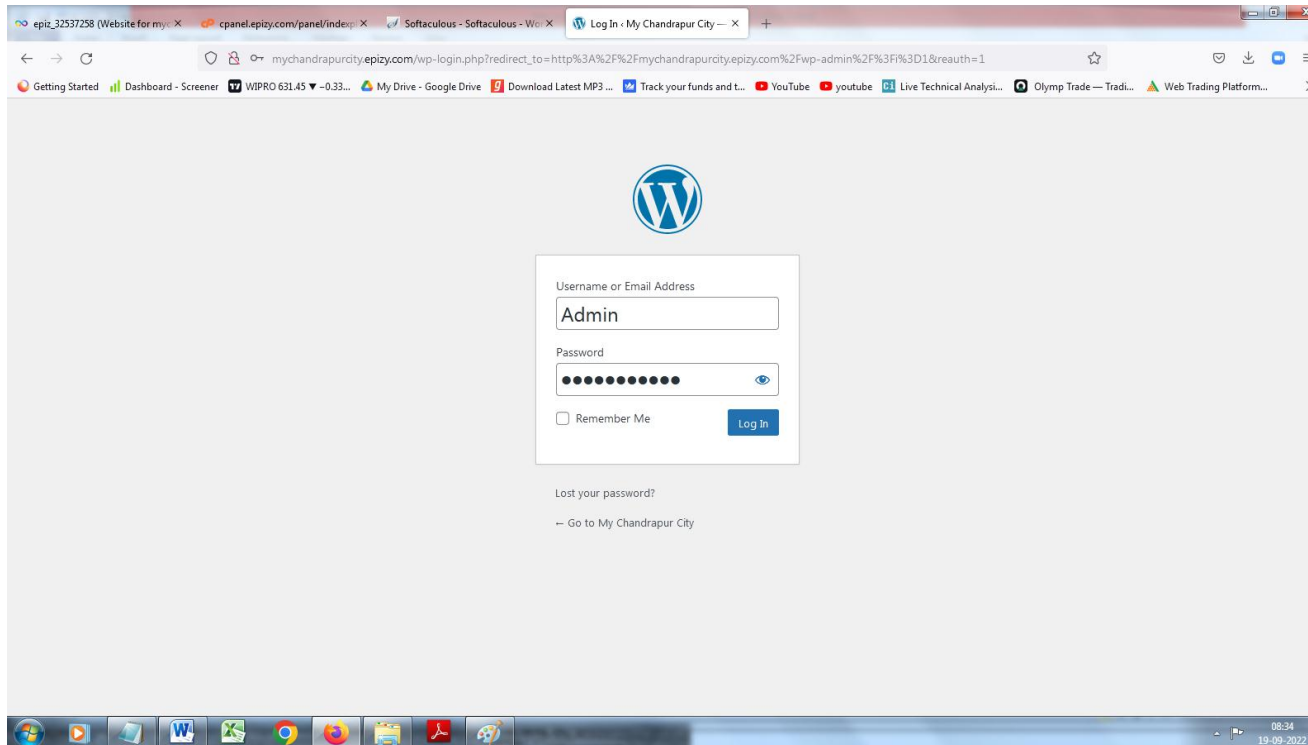 epiz_32537258 (Website for myc
cpanel.epizy.com/panel/indexp
Softaculous - Softaculous - Wor
Log In ‹ My Chandrapur City —
mychandrapurcity.epizy.com/wp-login.php?redirect_to=http%3A%2F%2Fmychandrapurcity.epizy.com%2Fwp-admin%2F%3Fi%3D1&reauth=1
Getting Started Dashboard - Screener WIPRO 631.45 ▼ −0.33... My Drive - Google Drive Download Latest MP3 ... Track your funds and t... YouTube youtube Live Technical Analysi... Olymp Trade — Tradi... Web Trading Platform...
Username or Email Address
Admin
Password
Remember Me
Log In
Lost your password?
← Go to My Chandrapur City
08:34
19-09-2022